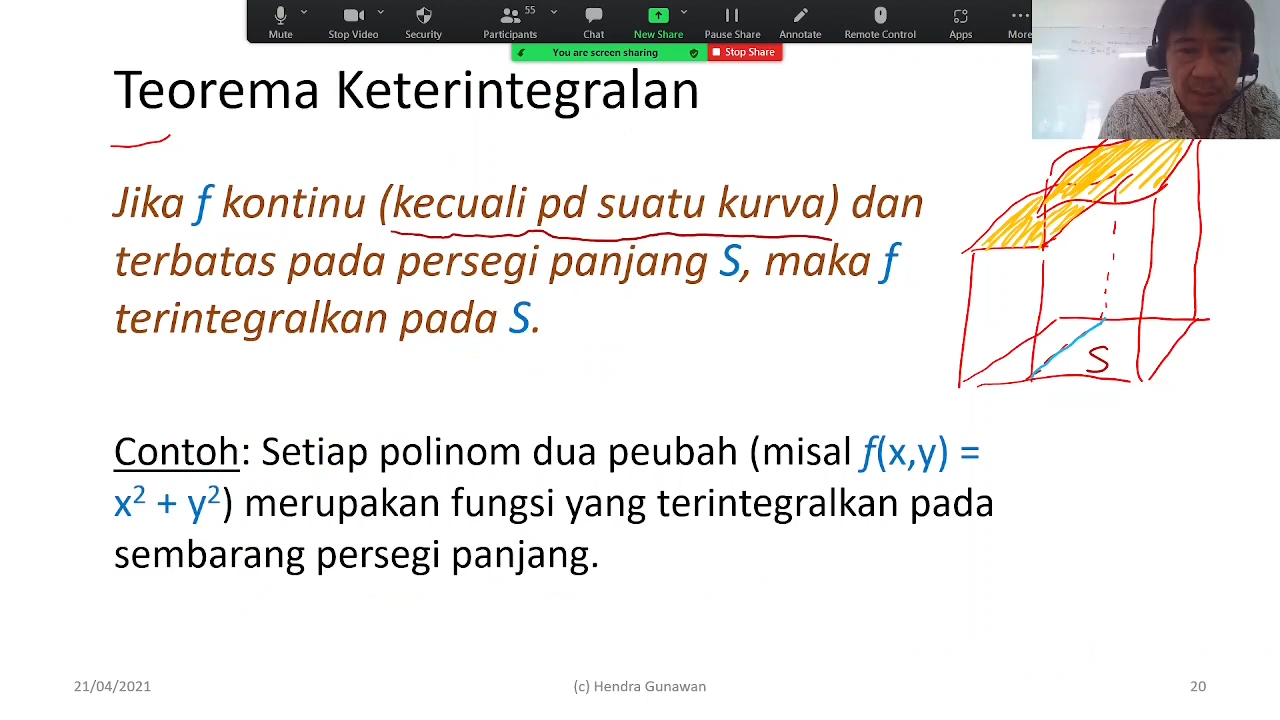 55
Mute
Stop Video
Security
Participants
Chat
New Share
Pause Share
Annotate
Remote Control
Apps
More
You are screen sharing
Stop Share
Teorema Keterintegralan
Jika f kontinu (kecuali pd suatu kurva) dan
terbatas pada persegi panjang S, maka f
terintegralkan pada S.
S
Contoh: Setiap polinom dua peubah (misal f(x,y) =
x² + y²) merupakan fungsi yang terintegralkan pada
sembarang persegi panjang.
21/04/2021
(c) Hendra Gunawan
20